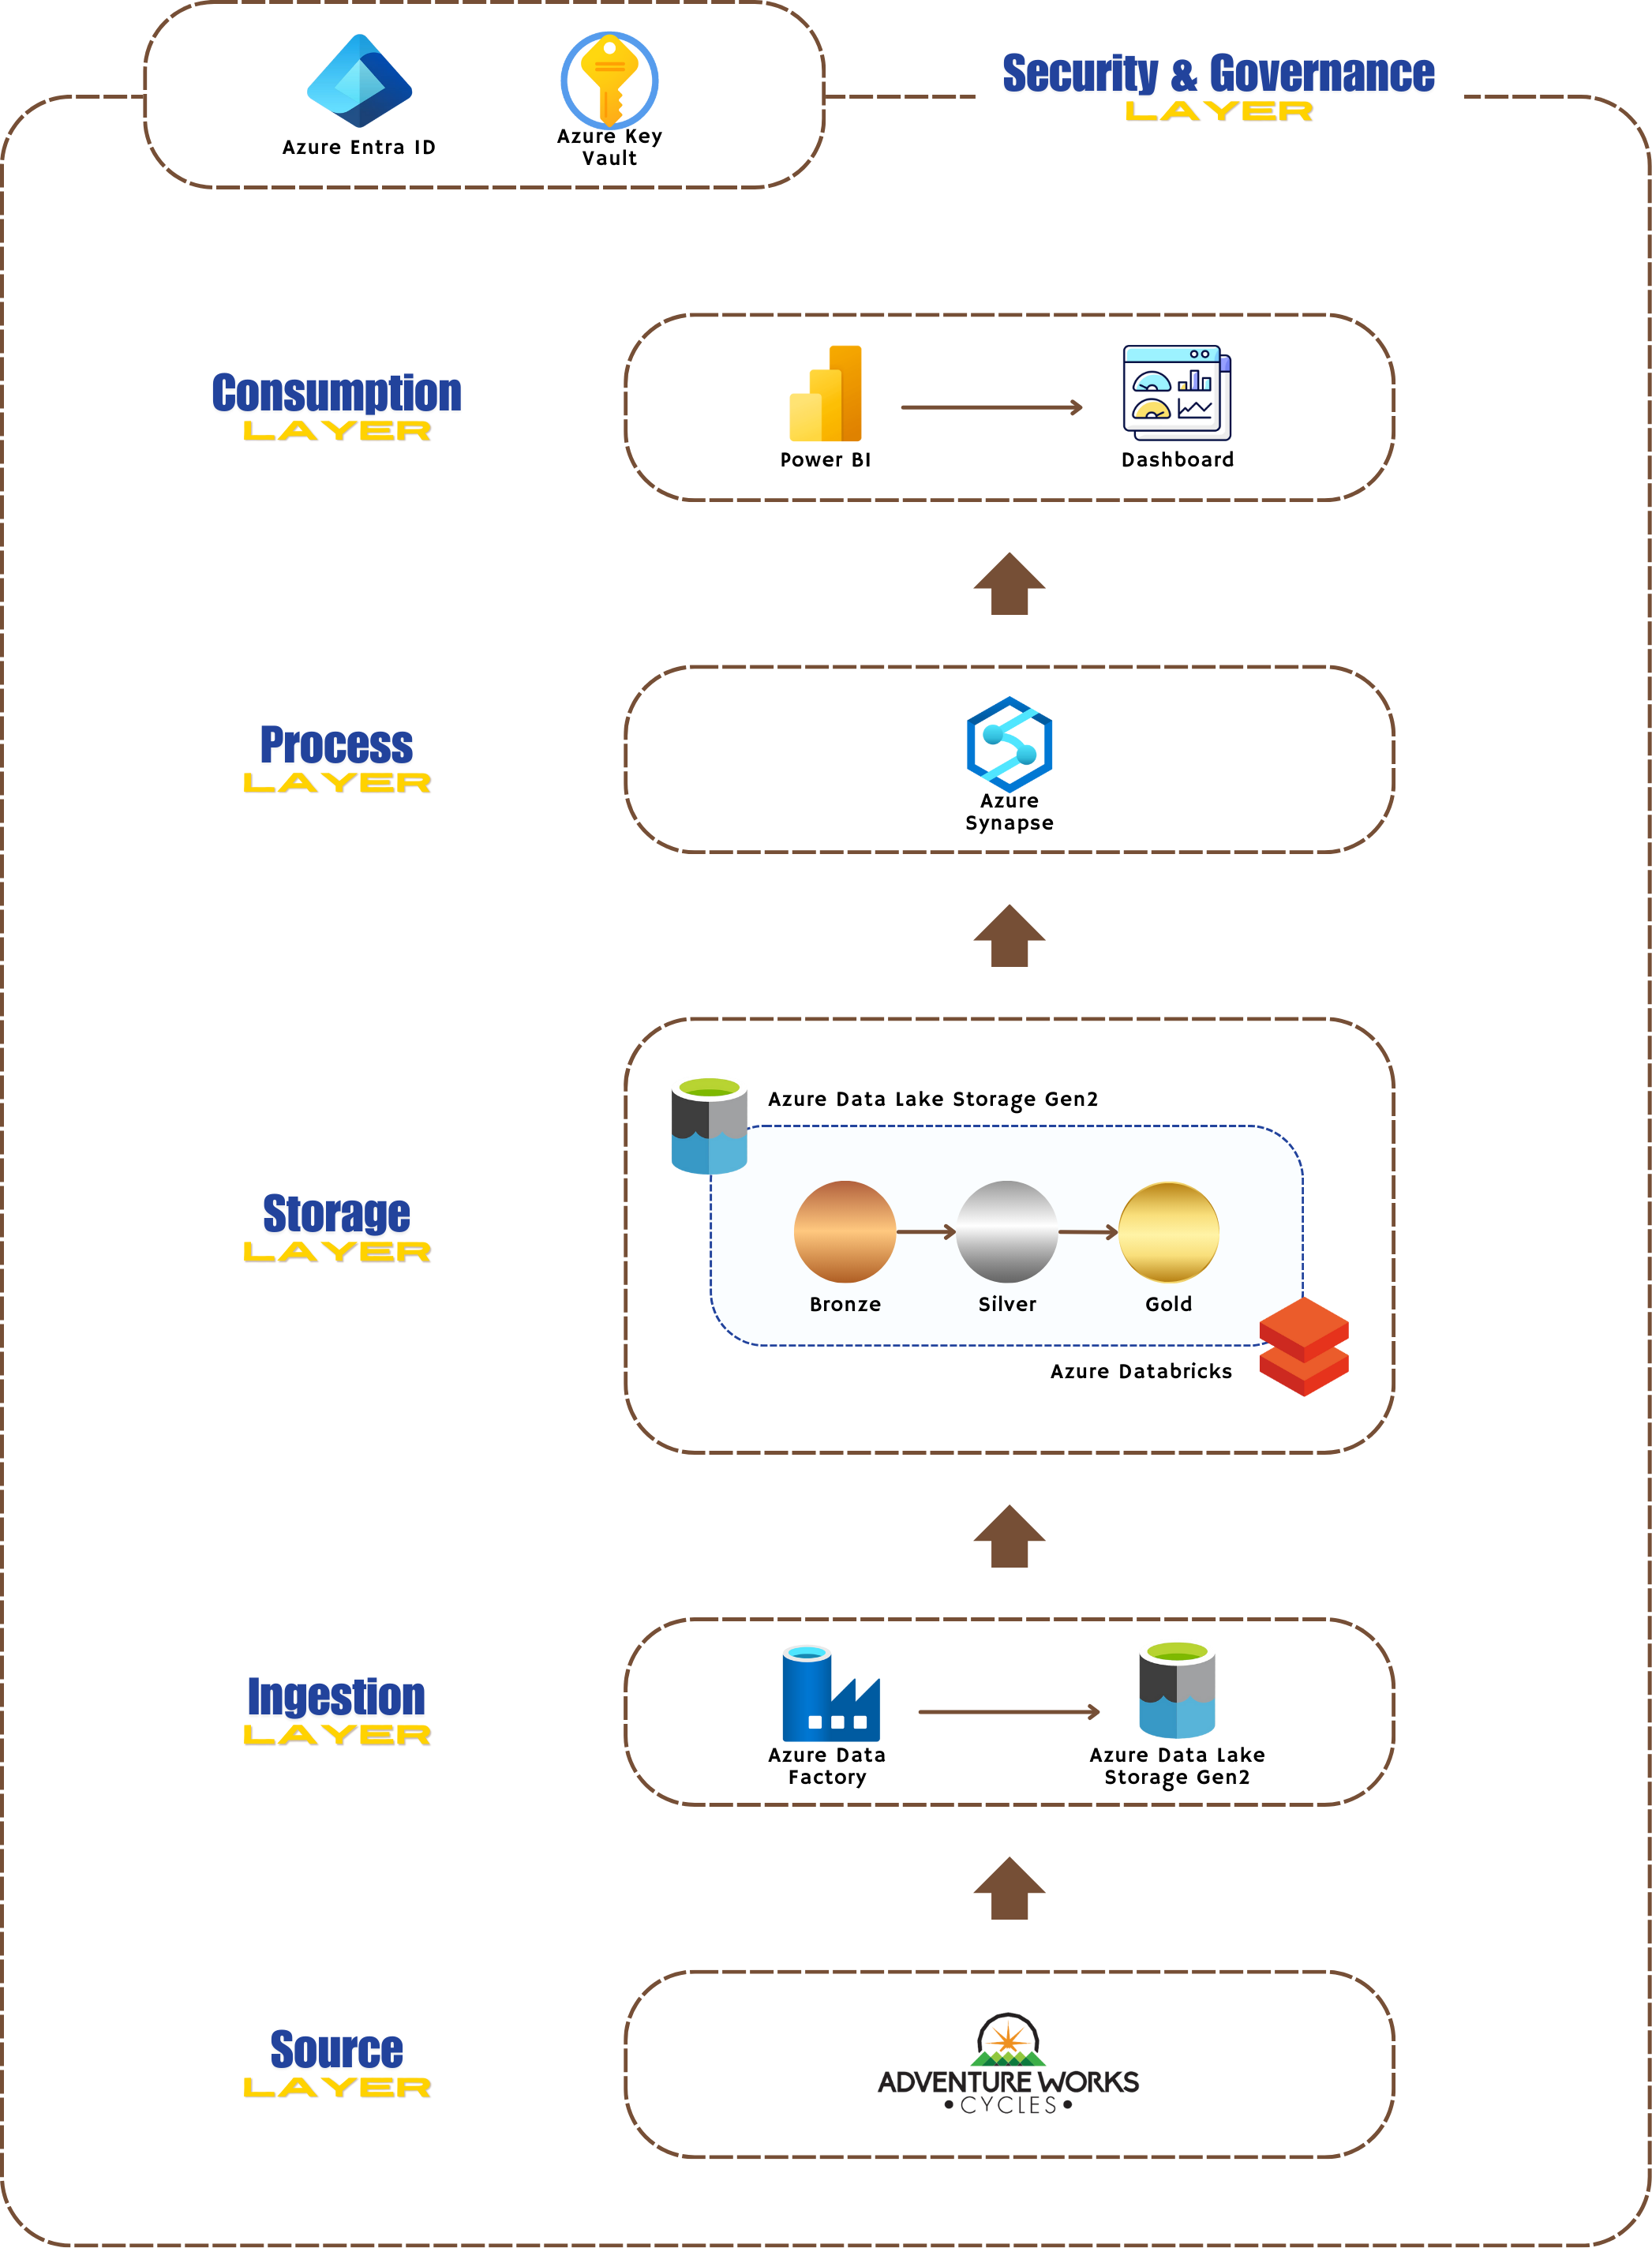 Azure Entra ID
Azure Key
Vault
Security & Governance
LAYER
Consumption
LAYER
Power BI
Dashboard
Process
LAYER
Azure
Synapse
Storage
LAYER
Azure Data Lake Storage Gen2
Bronze
Silver
Gold
Azure Databricks
Ingestion
LAYER
Azure Data
Factory
Azure Data Lake
Storage Gen2
Source
LAYER
ADVENTURE WORKS
• CYCLES •